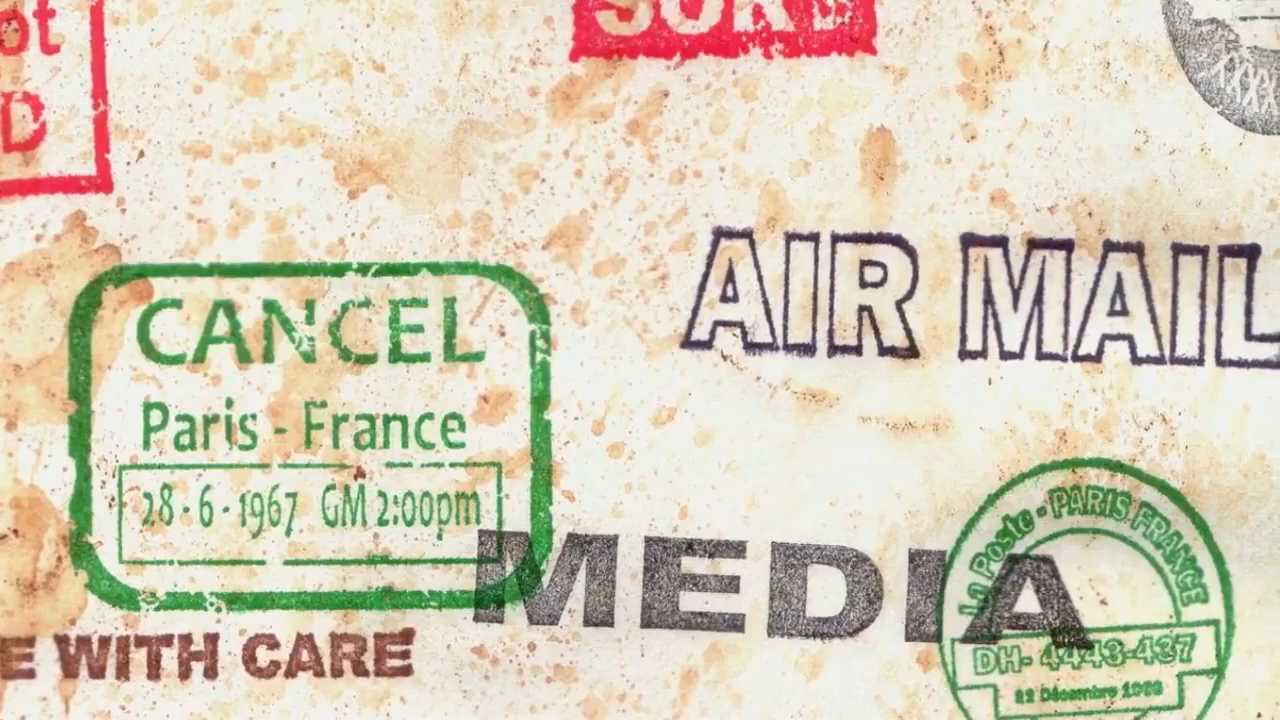 ot
D
AIR MAIL
CANCEL
Paris - France
28 - 6 - 1967 GM 2:00pm
MEDIA
La Poste - PARIS FRANCE
DH- 4443-437
E WITH CARE